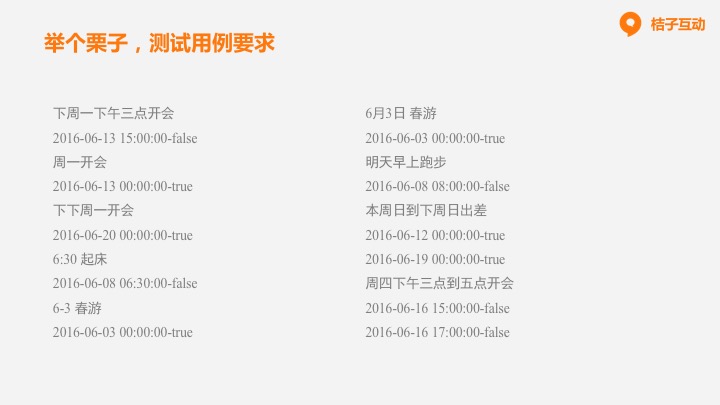 桔子互动
举个栗子，测试用例要求
下周一下午三点开会
2016-06-13 15:00:00-false
周一开会
2016-06-13 00:00:00-true
下下周一开会
2016-06-20 00:00:00-true
6:30 起床
2016-06-08 06:30:00-false
6-3 春游
2016-06-03 00:00:00-true
6月3日 春游
2016-06-03 00:00:00-true
明天早上跑步
2016-06-08 08:00:00-false
本周日到下周日出差
2016-06-12 00:00:00-true
2016-06-19 00:00:00-true
周四下午三点到五点开会
2016-06-16 15:00:00-false
2016-06-16 17:00:00-false